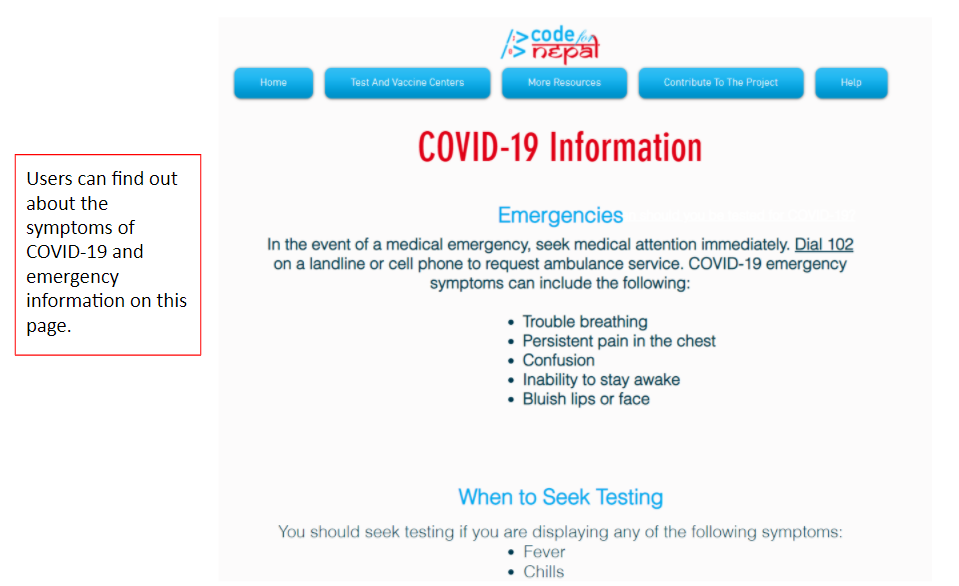 code for
nepal
Home
Test And Vaccine Centers
More Resources
Contribute To The Project
Help
COVID-19 Information
Users can find out
about the
symptoms of
COVID-19 and
emergency
information on this
page.
Emergencies
In the event of a medical emergency, seek medical attention immediately. Dial 102
on a landline or cell phone to request ambulance service. COVID-19 emergency
symptoms can include the following:
• Trouble breathing
• Persistent pain in the chest
• Confusion
• Inability to stay awake
• Bluish lips or face
When to Seek Testing
You should seek testing if you are displaying any of the following symptoms:
• Fever
• Chills